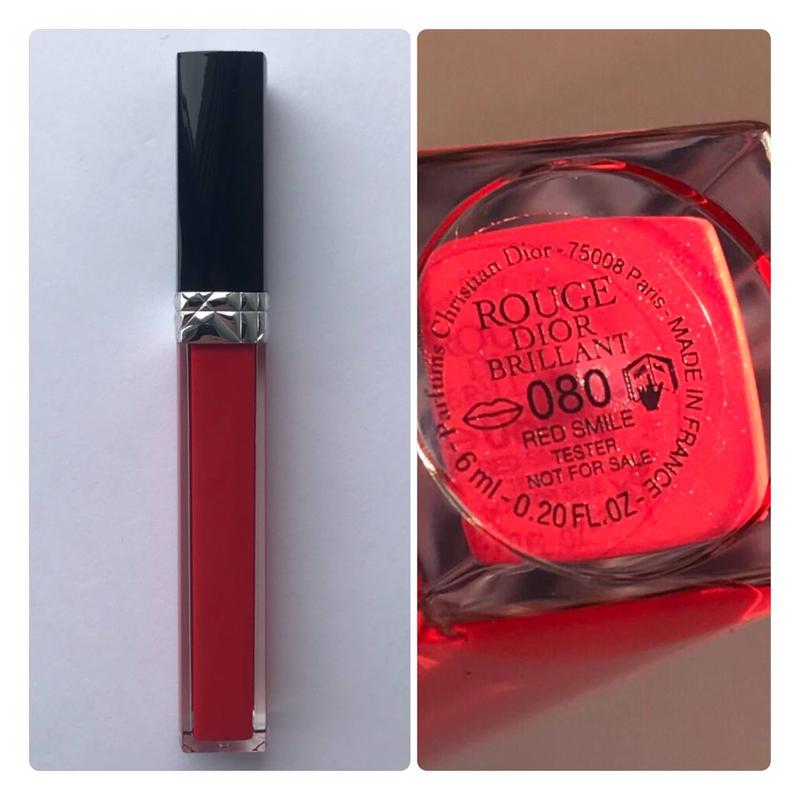 Parfums Christian Dior - 75008 Paris - MADE IN FRANCE
ROUGE
DIOR
BRILLANT
080
RED SMILE
TESTER
NOT FOR SALE
6 ml - 0.20 FL.OZ -